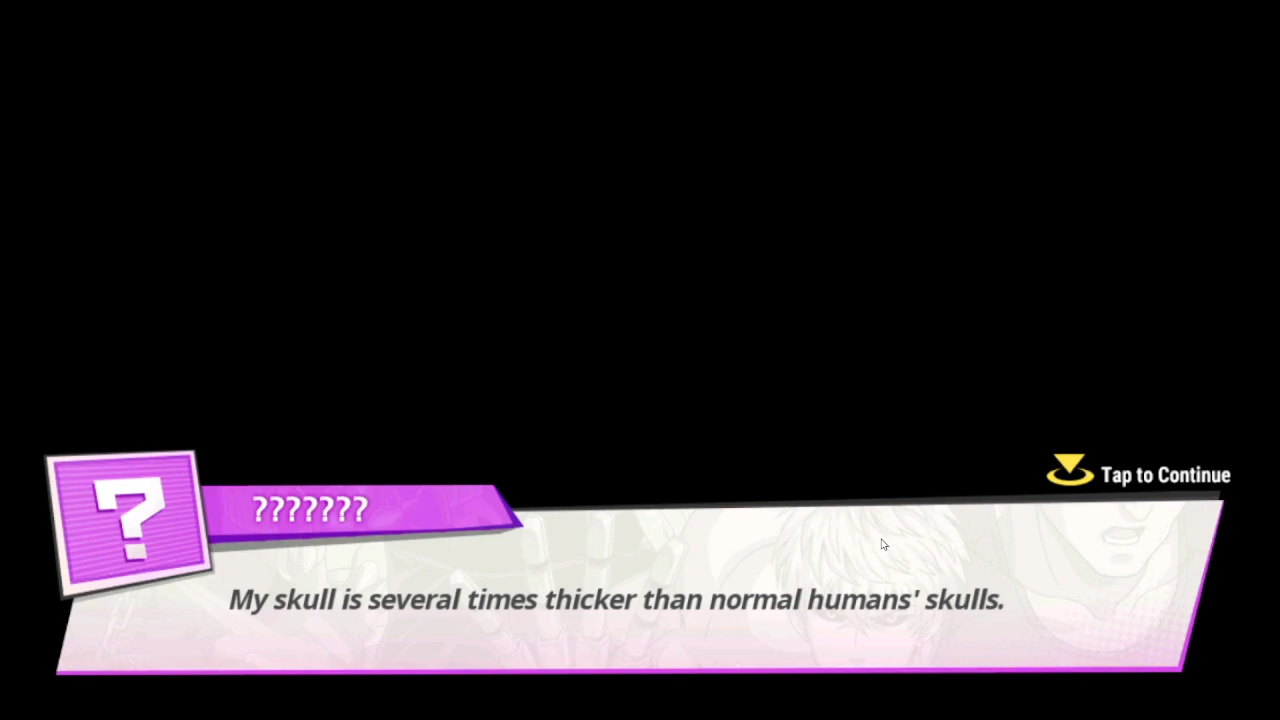 Tap to Continue
?
???????
My skull is several times thicker than normal humans' skulls.